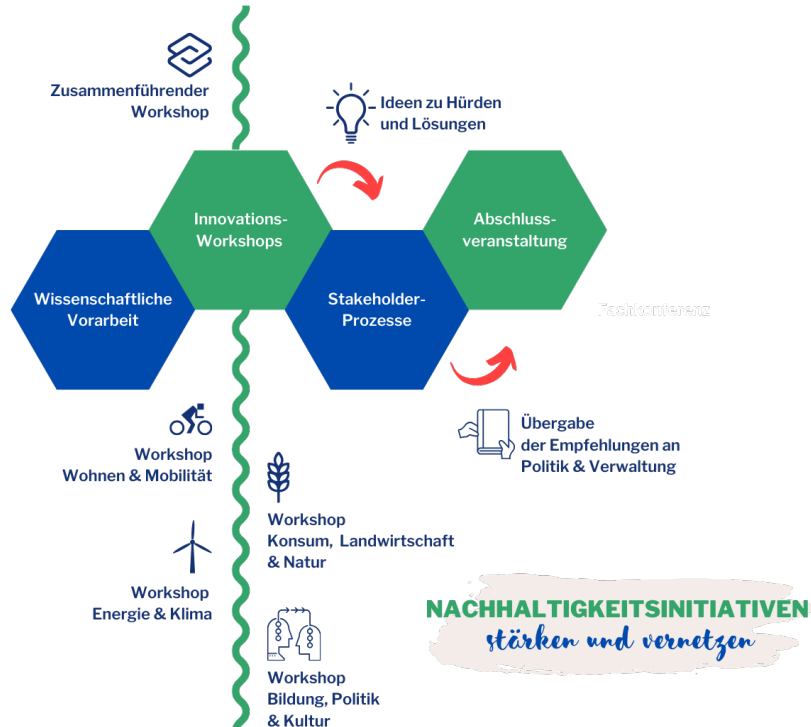 Zusammenführender
Workshop
Ideen zu Hürden
und Lösungen
Innovations-
Workshops
Abschluss-
veranstaltung
Wissenschaftliche
Vorarbeit
Stakeholder-
Prozesse
Fachkonferenz
Workshop
Wohnen & Mobilität
Übergabe
der Empfehlungen an
Politik & Verwaltung
Workshop
Konsum, Landwirtschaft
& Natur
Workshop
Energie & Klima
Workshop
Bildung, Politik
& Kultur
NACHHALTIGKEITSINITIATIVEN
stärken und vernetzen